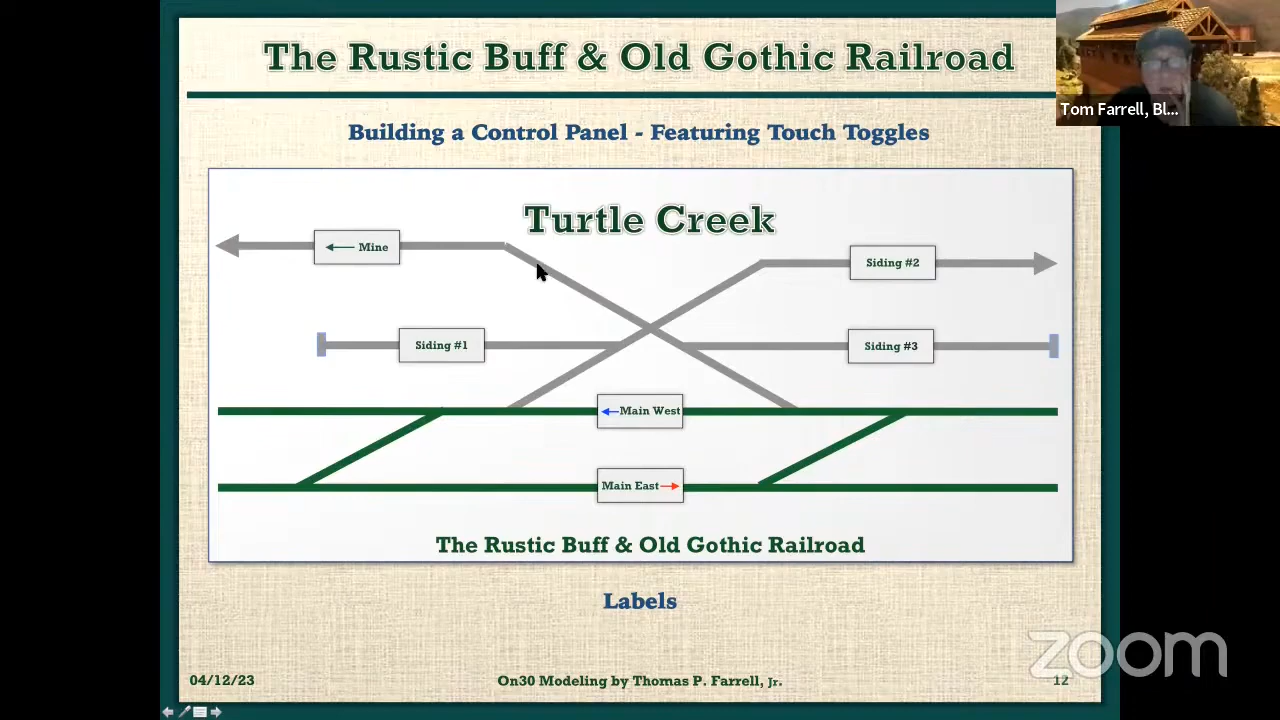 The Rustic Buff & Old Gothic Railroad
Tom Farrell, Bl...
Building a Control Panel - Featuring Touch Toggles
Turtle Creek
Mine
Siding #2
Siding #1
Siding #3
Main West
Main East
The Rustic Buff & Old Gothic Railroad
Labels
zoom
04/12/23
On30 Modeling by Thomas P. Farrell, Jr.
12